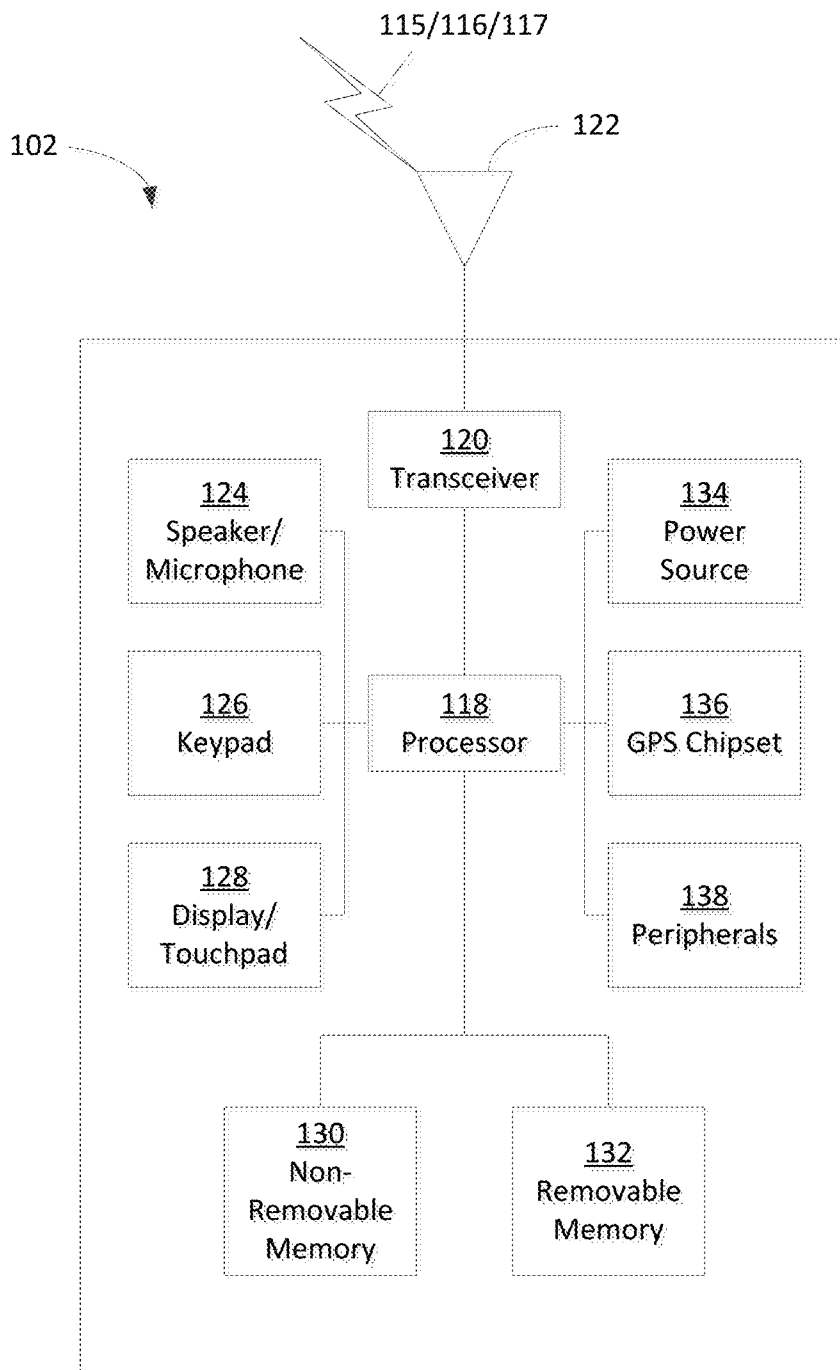 115/116/117
122
102
120
Transceiver
124
Speaker/
Microphone
134
Power
Source
126
Keypad
118
Processor
136
GPS Chipset
128
Display/
Touchpad
138
Peripherals
130
Non-
Removable
Memory
132
Removable
Memory